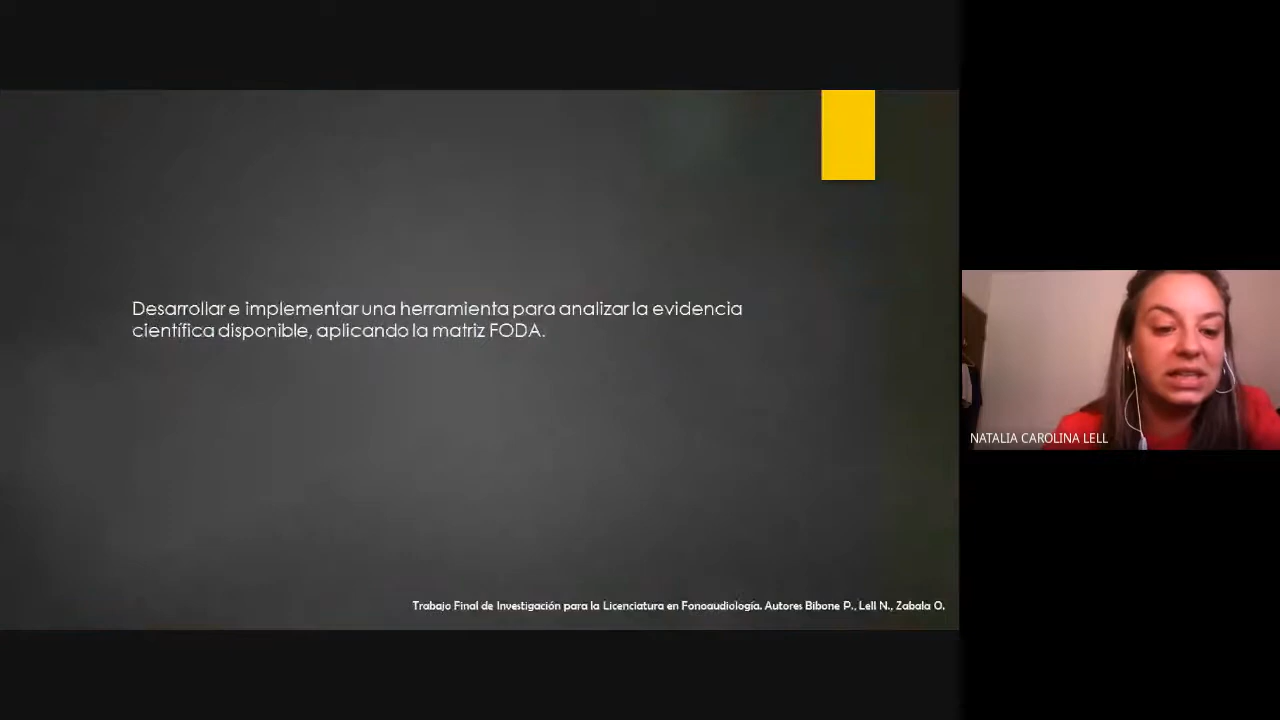 Desarrollar e implementar una herramienta para analizar la evidencia
científica disponible, aplicando la matriz FODA.
NATALIA CAROLINA LELL
Trabajo Final de Investigación para la Licenciatura en Fonoaudiología. Autores Bibone P., Lell N., Zabala O.